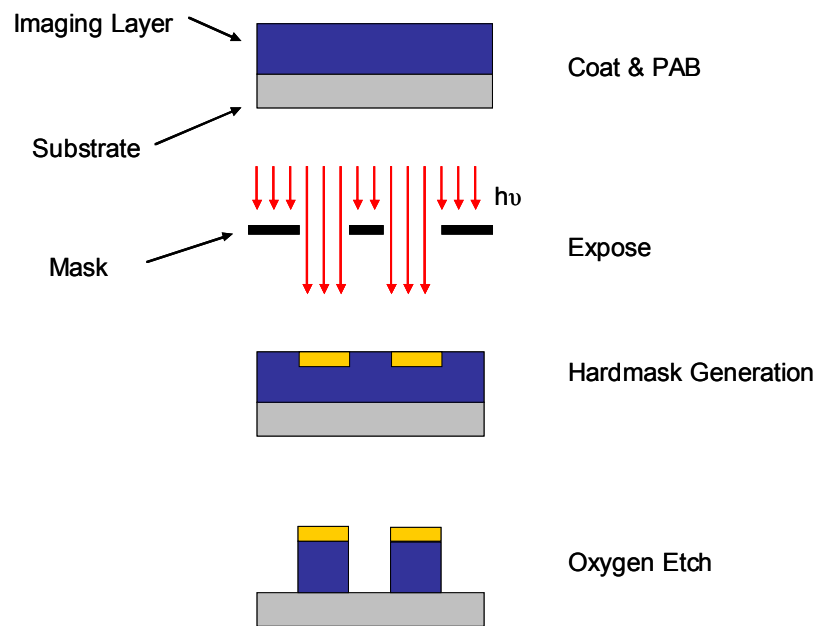 Imaging Layer
Coat & PAB
Substrate
hυ
Mask
Expose
Hardmask Generation
Oxygen Etch